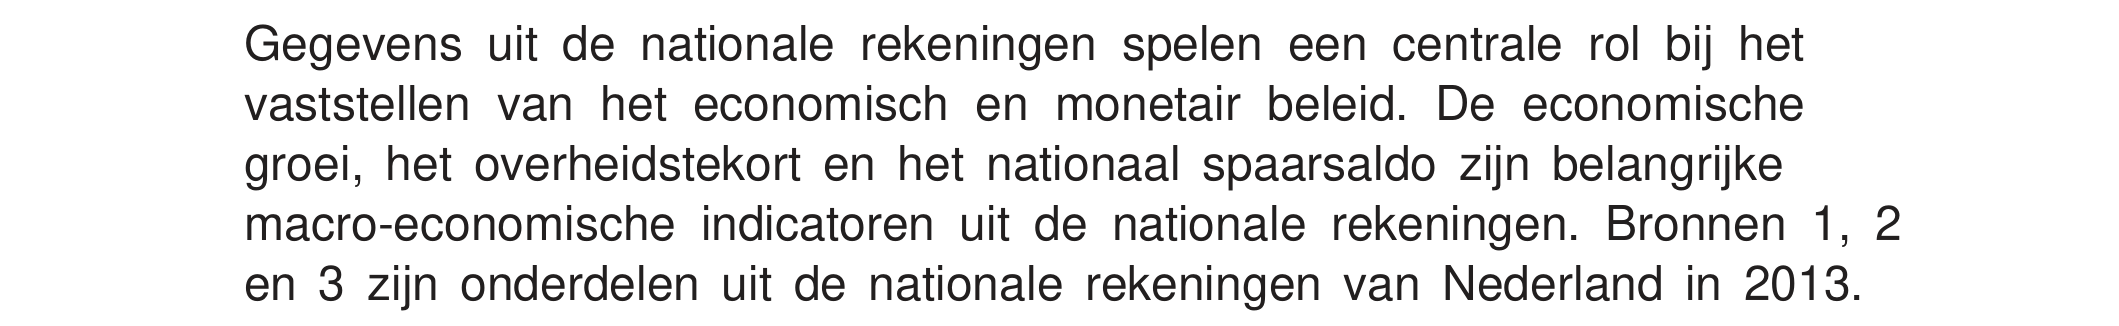 Gegevens uit de nationale rekeningen spelen een centrale rol bij het
vaststellen van het economisch en monetair beleid. De economische
groei, het overheidstekort en het nationaal spaarsaldo zijn belangrijke
macro-economische indicatoren uit de nationale rekeningen. Bronnen 1, 2
en 3 zijn onderdelen uit de nationale rekeningen van Nederland in 2013.